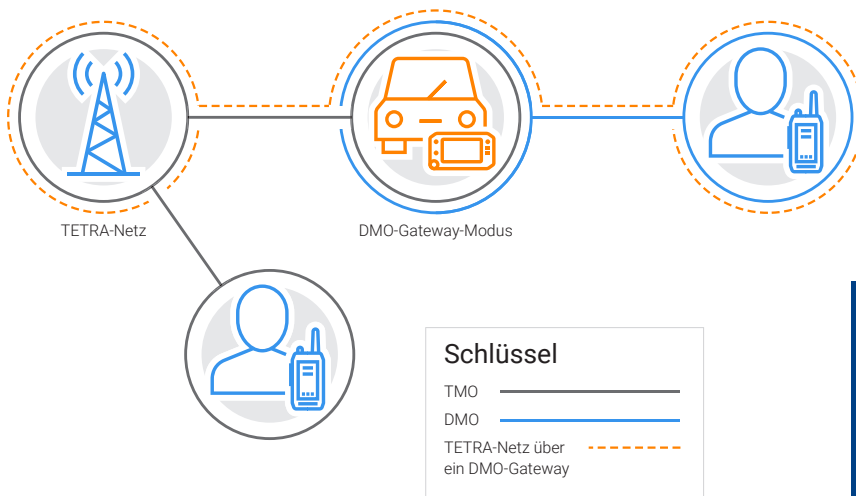 TETRA-Netz
DMO-Gateway-Modus
Schlüssel
TMO
DMO
TETRA-Netz über
ein DMO-Gateway